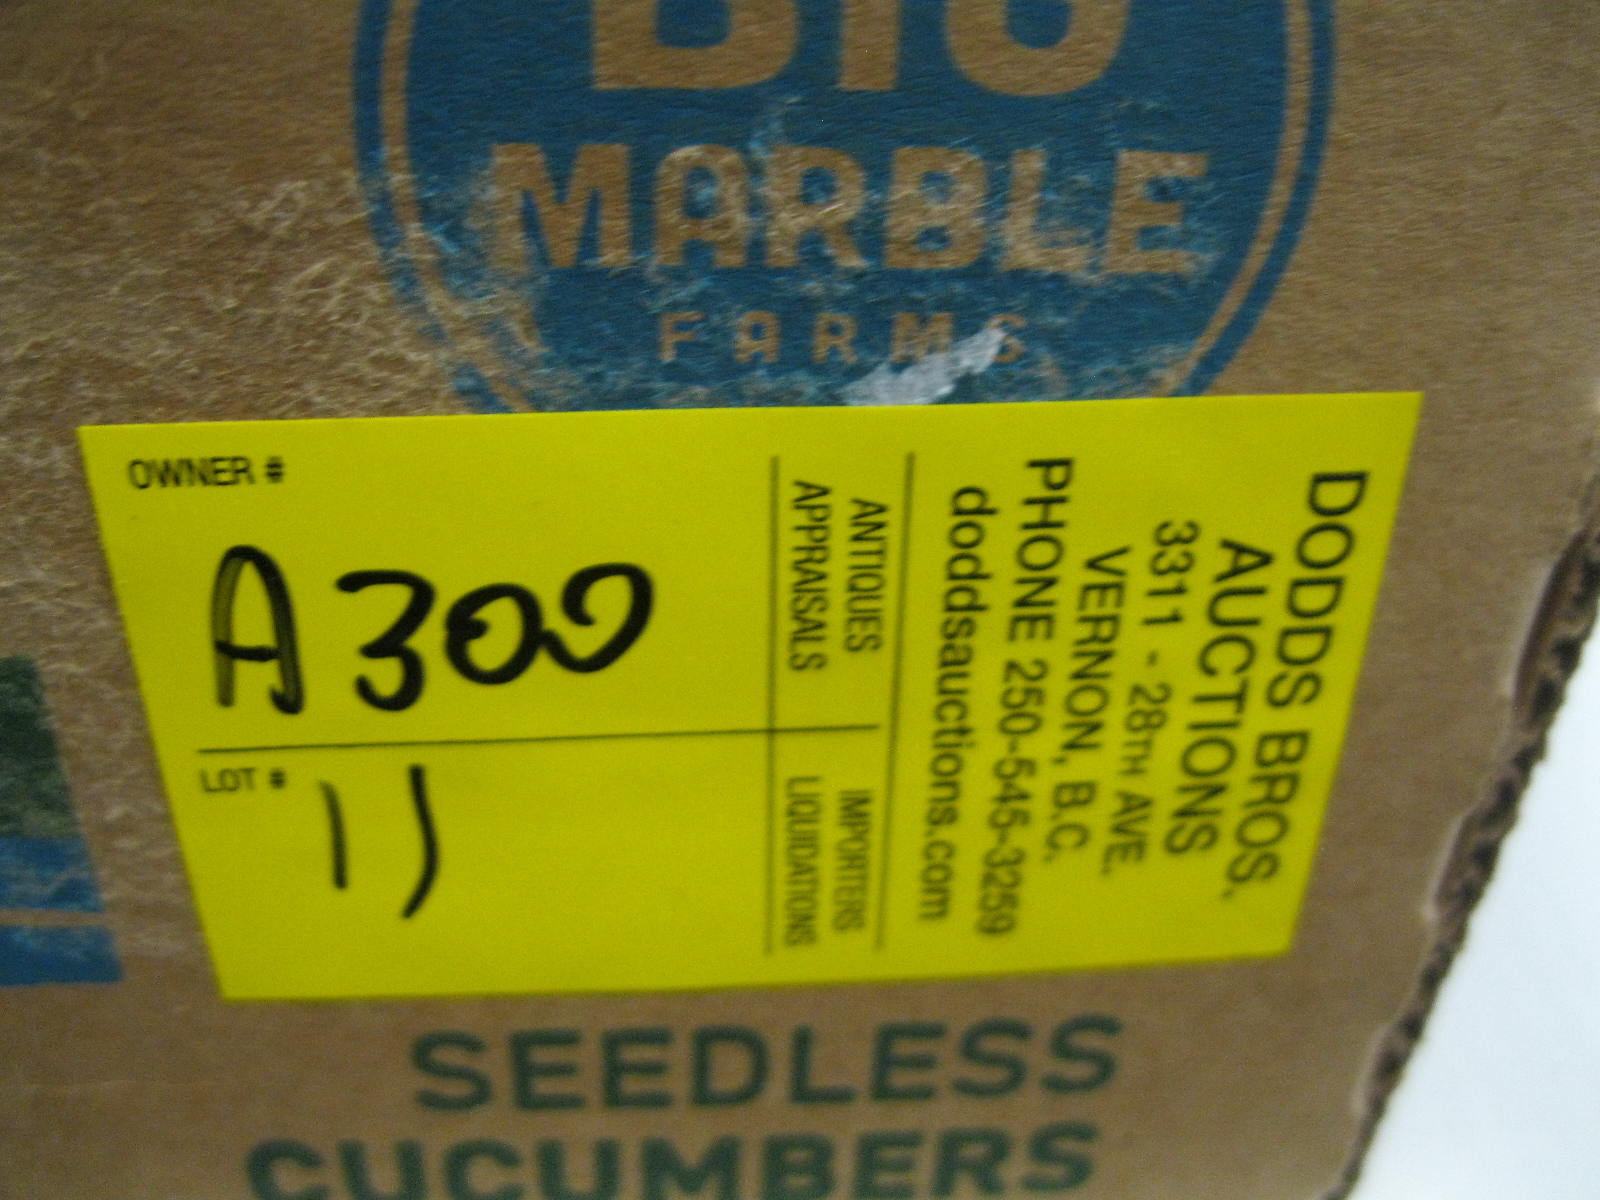 BIG
MARBLE
FARMS
OWNER #
A300
LOT #
11
ANTIQUES
APPRAISALS
IMPORTERS
LIQUIDATIONS
DODDS BROS.
AUCTIONS
3311 - 28TH AVE.
VERNON, B.C.
PHONE 250-545-3259
doddsauctions.com
SEEDLESS
CUCUMBERS